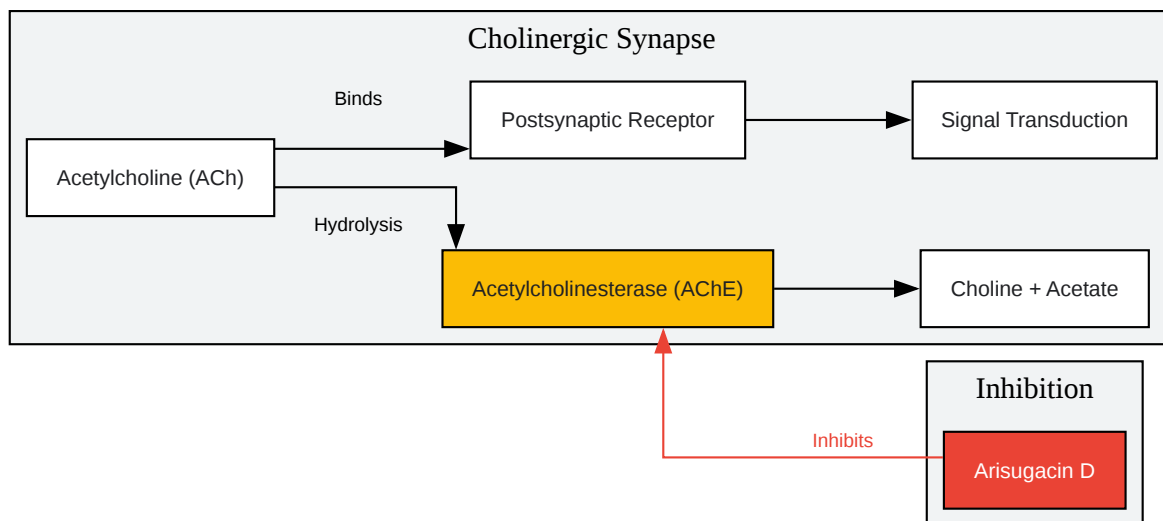 Cholinergic Synapse
Binds
Postsynaptic Receptor
Signal Transduction
Acetylcholine (ACh)
Hydrolysis
Acetylcholinesterase (AChE)
Choline + Acetate
Inhibition
Inhibits
Arisugacin D